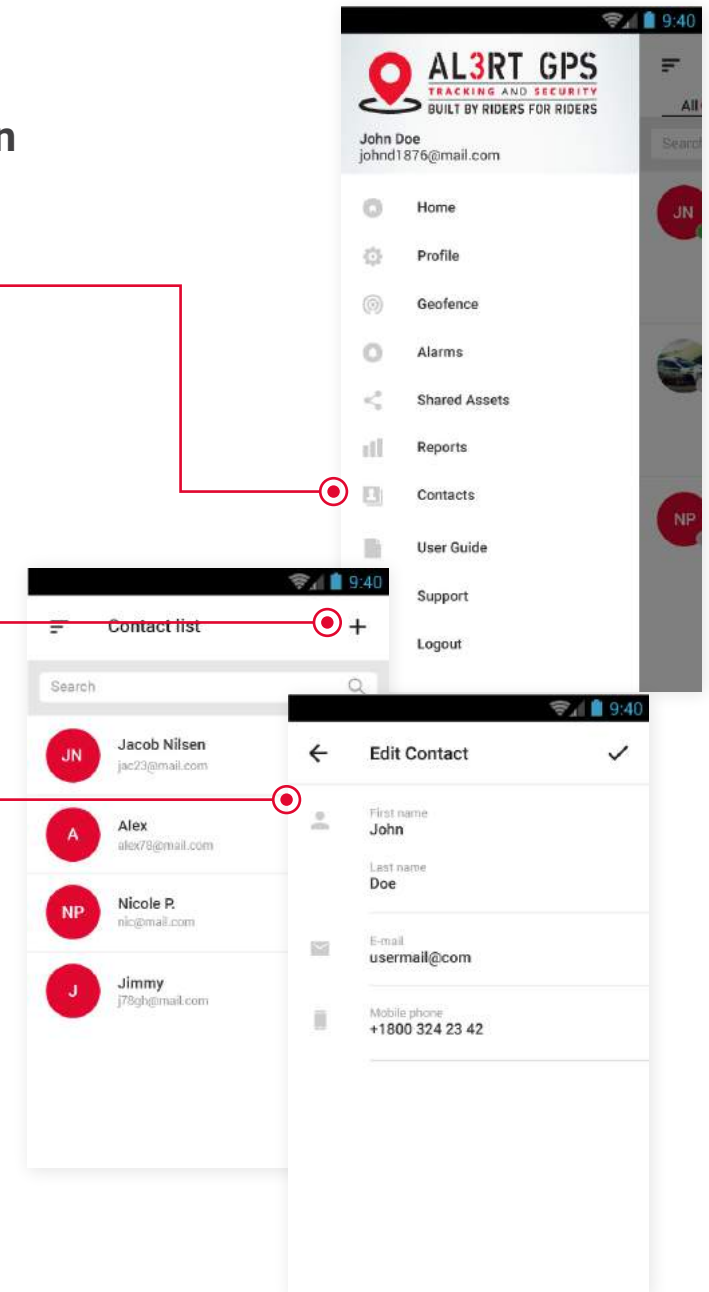 n
9:40
AL3RT GPS
TRACKING AND SECURITY
BUILT BY RIDERS FOR RIDERS
John Doe
johnd1876@mail.com
All
Search
Home
JN
Profile
Geofence
Alarms
Shared Assets
Reports
Contacts
NP
User Guide
Support
Logout
9:40
Contact list
+
Search
JN
Jacob Nilsen
jac23@mail.com
A
Alex
alex78@mail.com
NP
Nicole P.
nic@mail.com
J
Jimmy
j78gh@mail.com
9:40
Edit Contact
First name
John
Last name
Doe
E-mail
usermail@com
Mobile phone
+1800 324 23 42